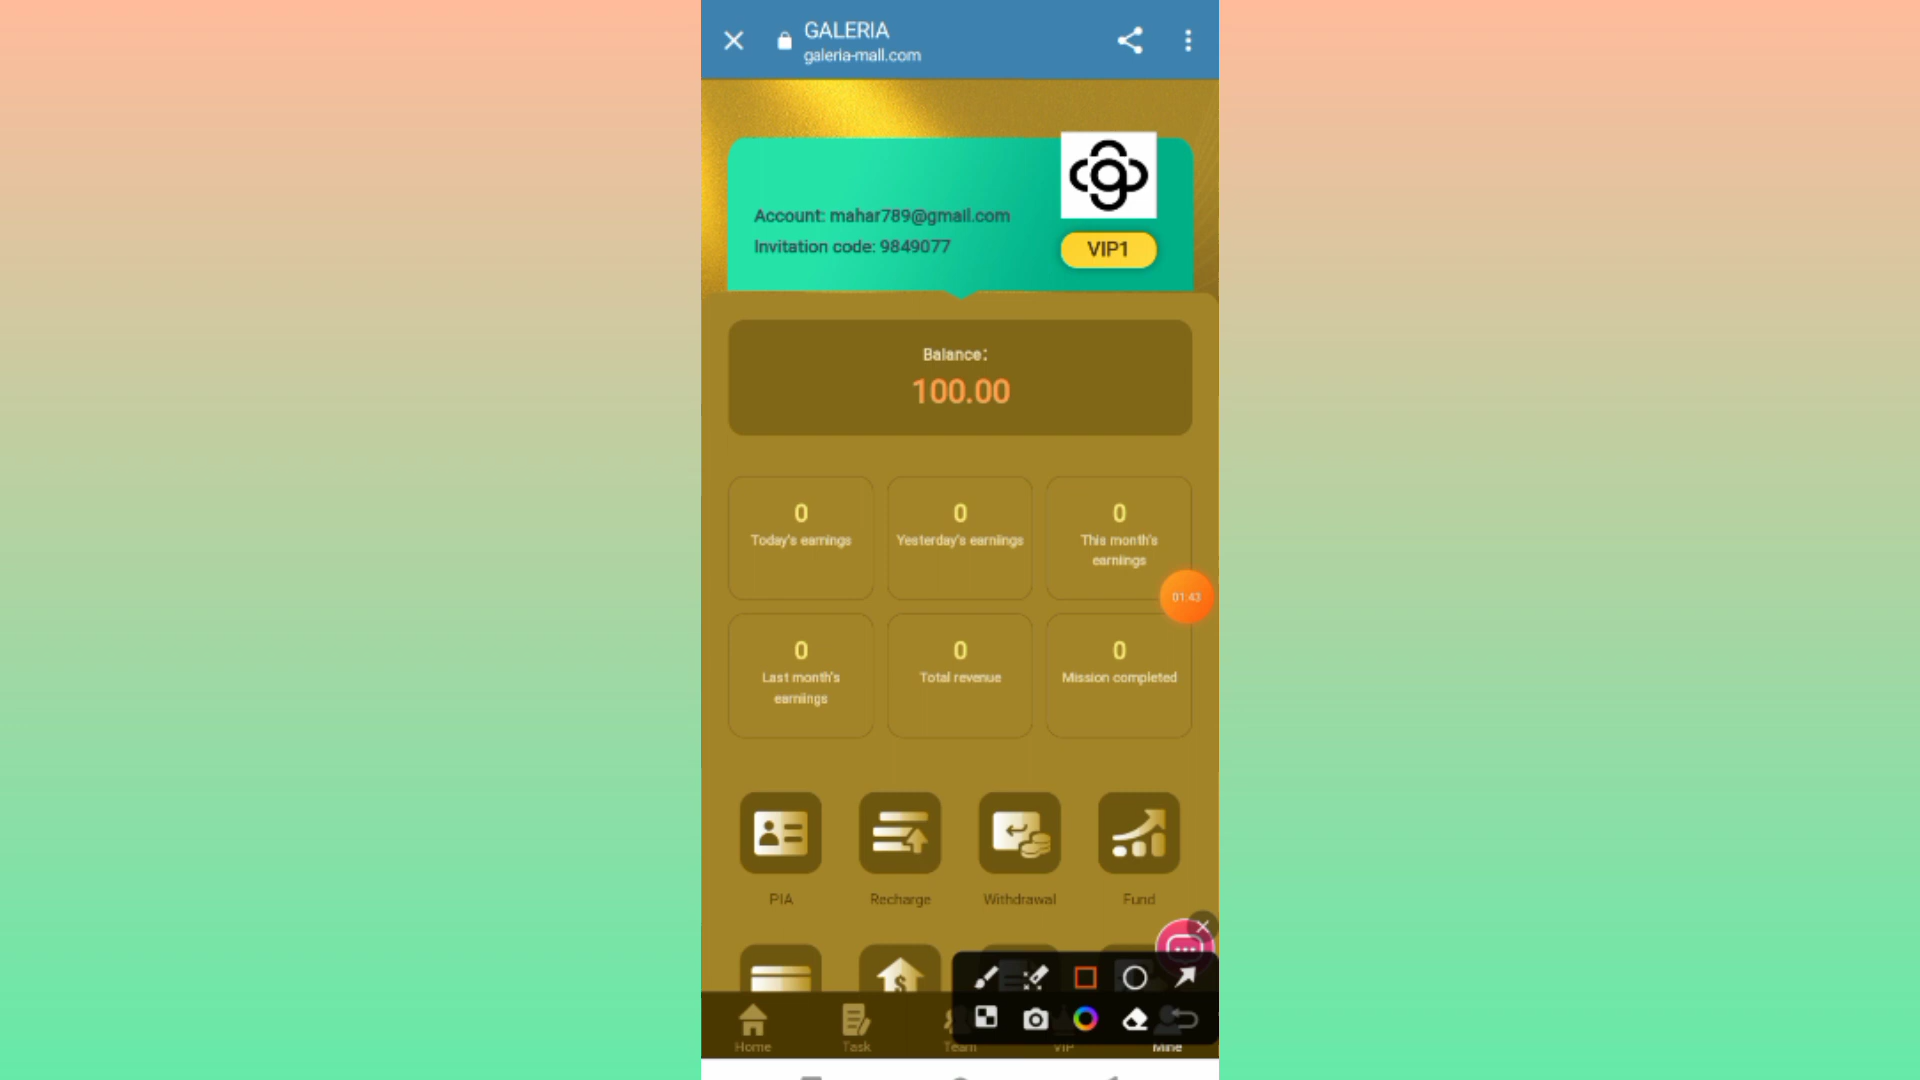 GALERIA
galeria-mall.com
Account: mahar789@gmail.com
Invitation code: 9849077
VIP1
Balance:
100.00
0
Today's earnings
0
Yesterday's earnings
0
This month's
earnings
01:43
0
Last month's
earnings
0
Total revenue
0
Mission completed
PIA
Recharge
Withdrawal
Fund
Home
Task
Team
VIP
Mine